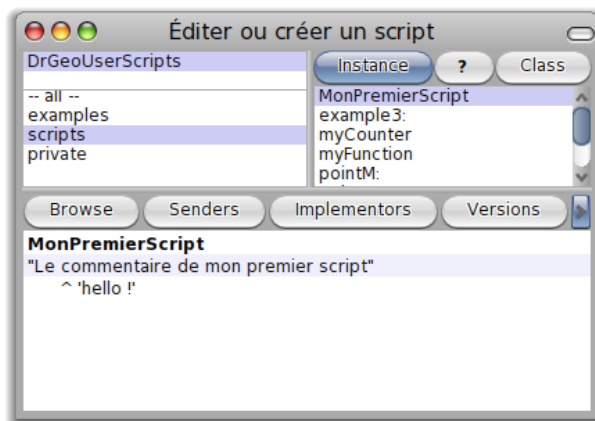 Éditer ou créer un script
DrGeoUserScripts
Instance ? Class
-- all --
examples
scripts
private
MonPremierScript
example3:
myCounter
myFunction
pointM:
Browse Senders Implementors Versions
MonPremierScript
"Le commentaire de mon premier script"
^ 'hello !'